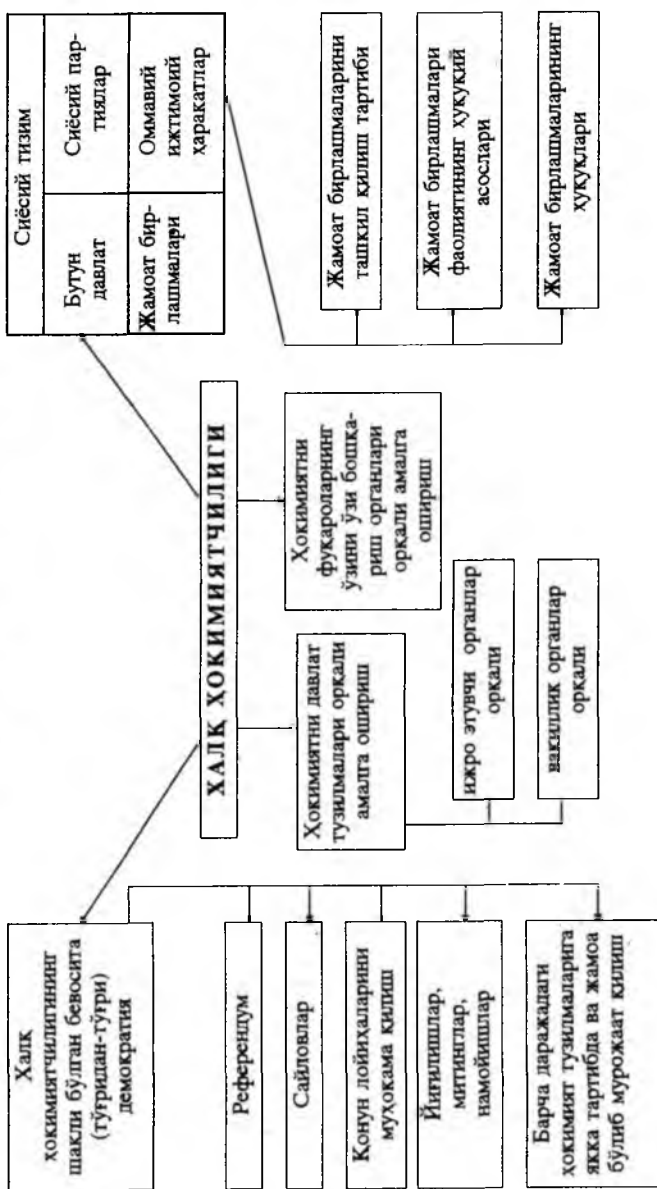 Халқ
ҳокимиятчилигининг
шакли бўлган бевосита
(тўғридан-тўғри)
демократия
Референдум
Сайловлар
Қонун лойиҳаларини
муҳокама қилиш
Йиғилишлар,
митинглар,
намойишлар
Барча даражадаги
ҳокимият тузилмаларига
якка тартибда ва жамоа
бўлиб мурожаат қилиш
ХАЛҚ ҲОКИМИЯТЧИЛИГИ
Ҳокимиятни давлат
тузилмалари орқали
амалга ошириш
ижро этувчи органлар
орқали
вакиллик органлар
орқали
Ҳокимиятни
фуқароларнинг
ўзини ўзи бошқа-
риш органлари
орқали амалга
ошириш
Сиёсий тизим
Бутун
давлат
Сиёсий пар-
тиялар
Жамоат бир-
лашмалари
Оммавий
ижтимоий
ҳаракатлар
Жамоат бирлашмаларини
ташкил қилиш тартиби
Жамоат бирлашмалари
фаолиятининг ҳуқуқий
асослари
Жамоат бирлашмаларининг
ҳуқуқлари